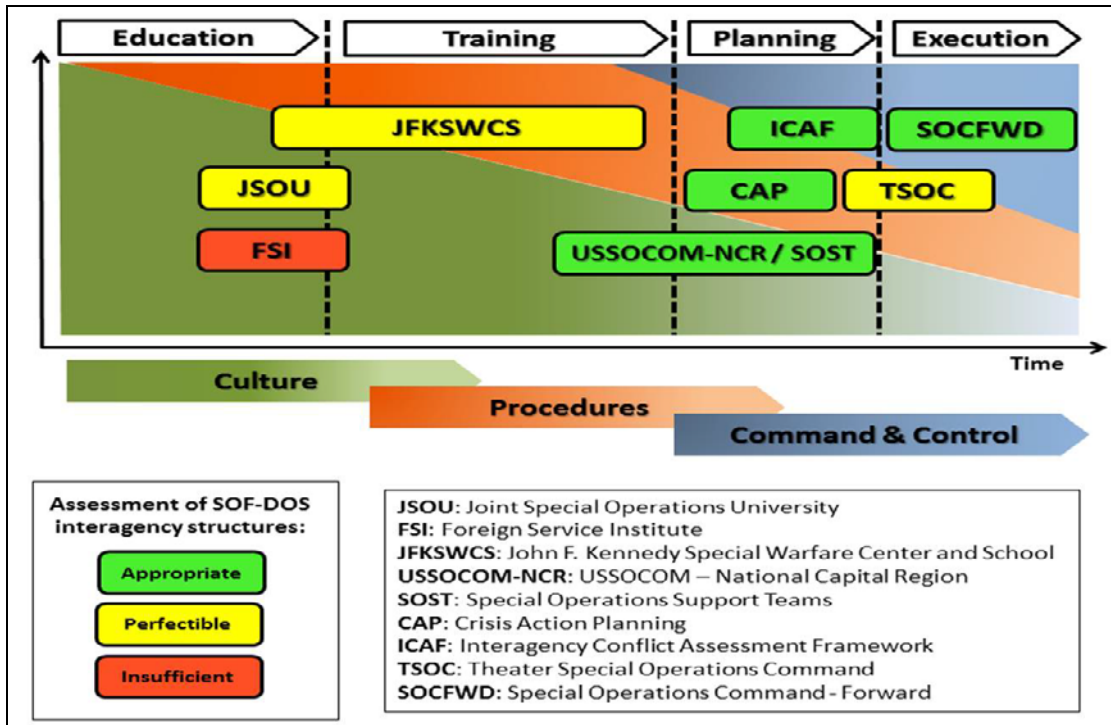 Education
Training
Planning
Execution
JFKSWCS
ICAF
SOCFWD
JSOU
CAP
TSOC
FSI
USSOCOM-NCR / SOST
Time
Culture
Procedures
Command & Control
Assessment of SOF-DOS
interagency structures:
Appropriate
Perfectible
Insufficient
JSOU: Joint Special Operations University
FSI: Foreign Service Institute
JFKSWCS: John F. Kennedy Special Warfare Center and School
USSOCOM-NCR: USSOCOM – National Capital Region
SOST: Special Operations Support Teams
CAP: Crisis Action Planning
ICAF: Interagency Conflict Assessment Framework
TSOC: Theater Special Operations Command
SOCFWD: Special Operations Command - Forward